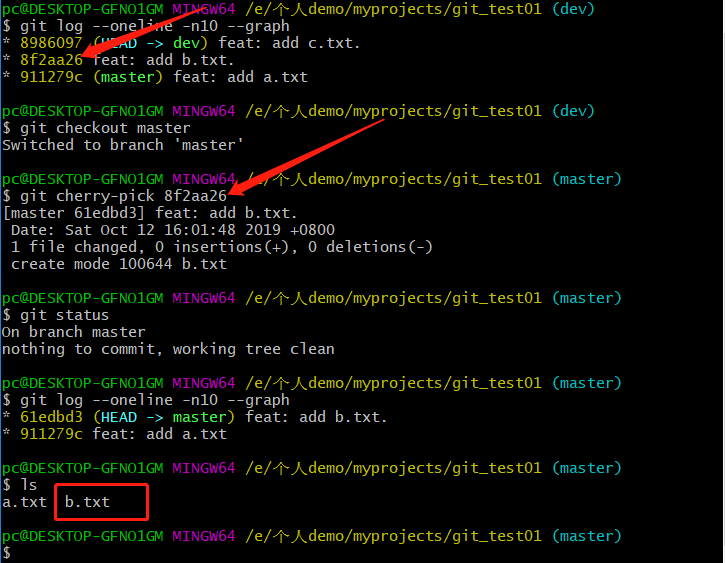 pc@DESKTOP-GFNO1GM MINGW64 /e/个人demo/myprojects/git_test01 (dev)
$ git log --oneline -n10 --graph
* 8986097 (HEAD -> dev) feat: add c.txt.
* 8f2aa26 feat: add b.txt.
* 911279c (master) feat: add a.txt
pc@DESKTOP-GFNO1GM MINGW64 /e/个人demo/myprojects/git_test01 (dev)
$ git checkout master
Switched to branch 'master'
pc@DESKTOP-GFNO1GM MINGW64 /e/个人demo/myprojects/git_test01 (master)
$ git cherry-pick 8f2aa26
[master 61edbd3] feat: add b.txt.
Date: Sat Oct 12 16:01:48 2019 +0800
1 file changed, 0 insertions(+), 0 deletions(-)
create mode 100644 b.txt
pc@DESKTOP-GFNO1GM MINGW64 /e/个人demo/myprojects/git_test01 (master)
$ git status
On branch master
nothing to commit, working tree clean
pc@DESKTOP-GFNO1GM MINGW64 /e/个人demo/myprojects/git_test01 (master)
$ git log --oneline -n10 --graph
* 61edbd3 (HEAD -> master) feat: add b.txt.
* 911279c feat: add a.txt
pc@DESKTOP-GFNO1GM MINGW64 /e/个人demo/myprojects/git_test01 (master)
$ ls
a.txt b.txt
pc@DESKTOP-GFNO1GM MINGW64 /e/个人demo/myprojects/git_test01 (master)
$